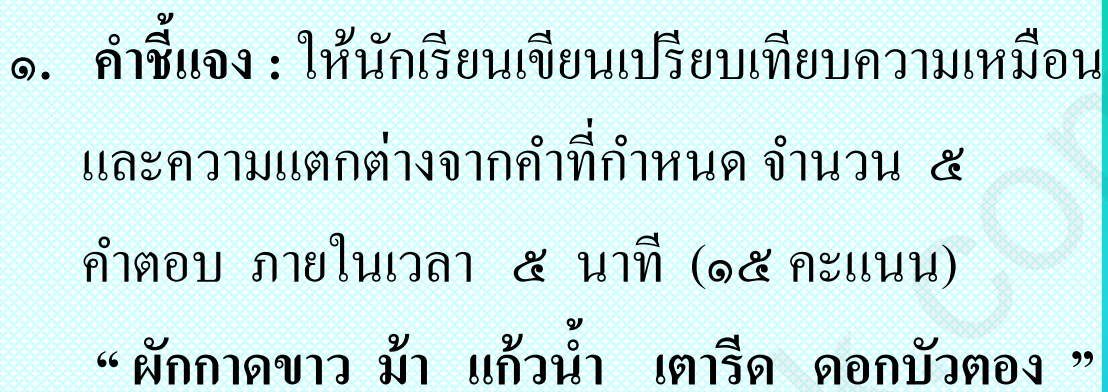 ๑. คำชี้แจง : ให้นักเรียนเขียนเปรียบเทียบความเหมือน
และความแตกต่างจากคำที่กำหนด จำนวน ๕
คำตอบ ภายในเวลา ๕ นาที (๑๕ คะแนน)
“ ผักกาดขาว ม้า แก้วน้ำ เตารีด ดอกบัวตอง ”